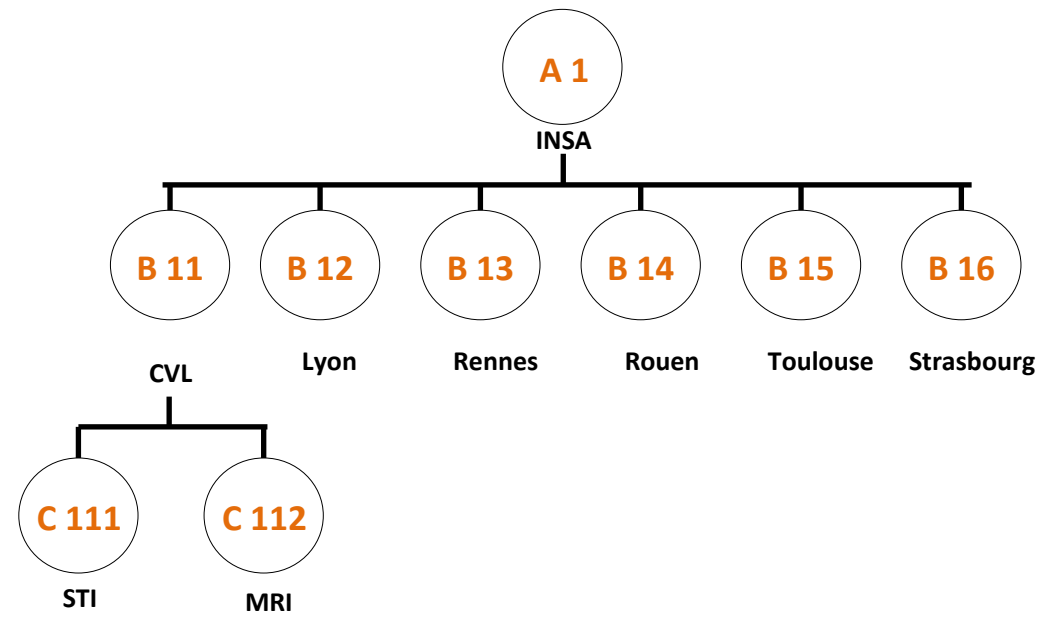 A 1
INSA
B 11
B 12
B 13
B 14
B 15
B 16
CVL
Lyon
Rennes
Rouen
Toulouse
Strasbourg
C 111
C 112
STI
MRI